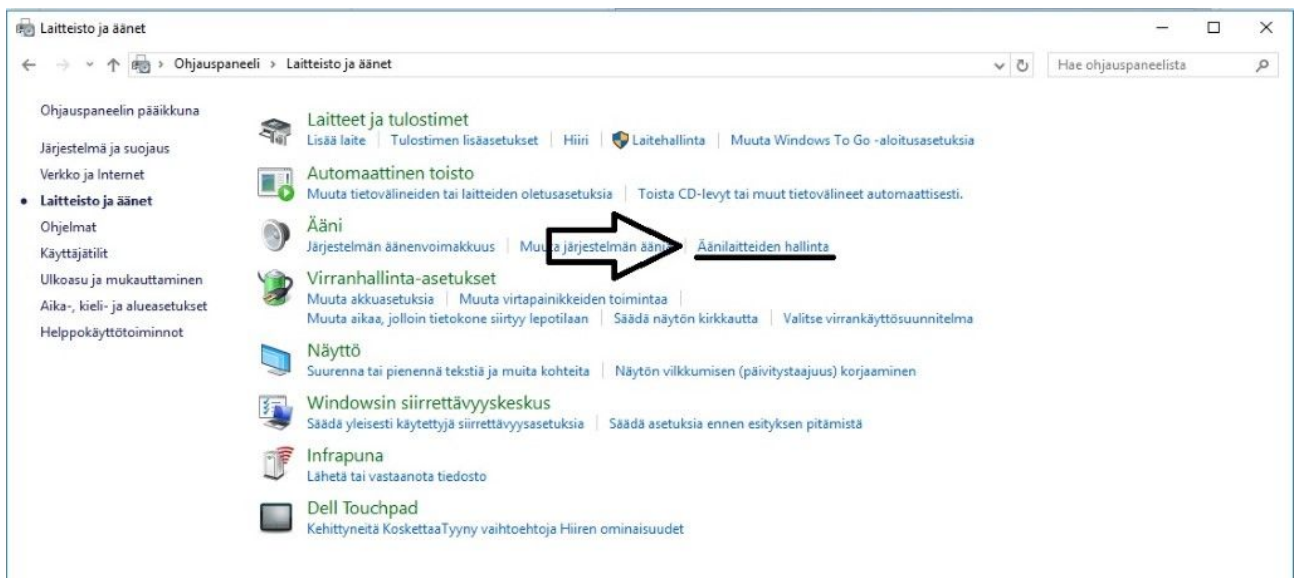 Laitteisto ja äänet
Ohjauspaneeli › Laitteisto ja äänet
Hae ohjauspaneelista
Ohjauspaneelin pääikkuna
Järjestelmä ja suojaus
Verkko ja Internet
Laitteisto ja äänet
Ohjelmat
Käyttäjätilit
Ulkoasu ja mukauttaminen
Aika-, kieli- ja alueasetukset
Helppokäyttötoiminnot
Laitteet ja tulostimet
Lisää laite | Tulostimen lisäasetukset | Hiiri | Laitehallinta | Muuta Windows To Go -aloitusasetuksia
Automaattinen toisto
Muuta tietovälineiden tai laitteiden oletusasetuksia | Toista CD-levyt tai muut tietovälineet automaattisesti.
Ääni
Järjestelmän äänenvoimakkuus | Muuta järjestelmän | Äänilaitteiden hallinta
Virranhallinta-asetukset
Muuta akkuasetuksia | Muuta virtapainikkeiden toimintaa |
Muuta aikaa, jolloin tietokone siirtyy lepotilaan | Säädä näytön kirkkautta | Valitse virrankäyttösuunnitelma
Näyttö
Suurenna tai pienennä tekstiä ja muita kohteita | Näytön vilkkumisen (päivitystaajuus) korjaaminen
Windowsin siirrettävyyskeskus
Säädä yleisesti käytettyjä siirrettävyysasetuksia | Säädä asetuksia ennen esityksen pitämistä
Infrapuna
Lähetä tai vastaanota tiedosto
Dell Touchpad
Kehittyneitä KoskettaaTyyny vaihtoehtoja Hiiren ominaisuudet